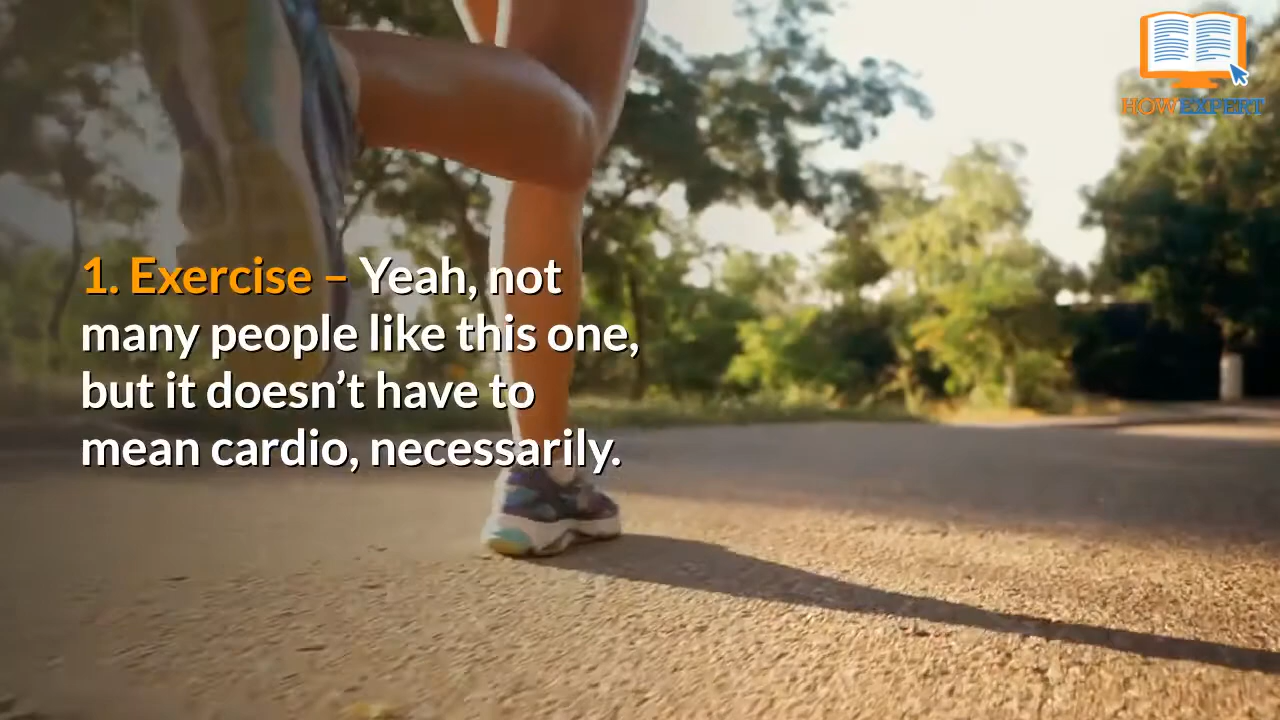 HOWEXPERT
1. Exercise – Yeah, not
many people like this one,
but it doesn’t have to
mean cardio, necessarily.